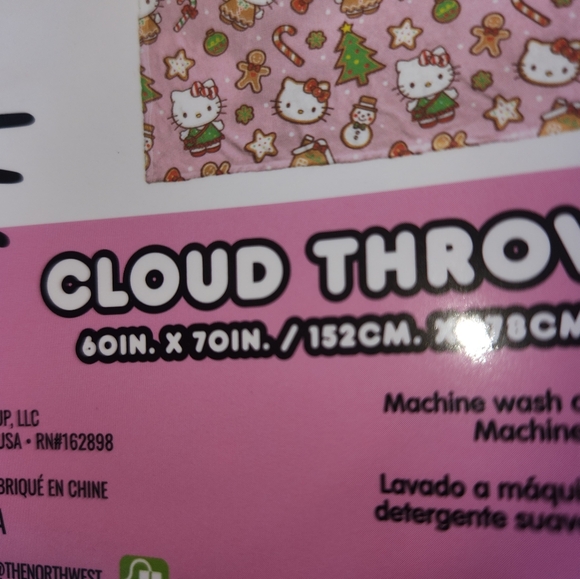 CLOUD THROW
60IN. X 70IN. / 152CM. X 178CM
UP, LLC
USA • RN#162898
BRIQUÉ EN CHINE
A
@THENORTHWEST
Machine wash
Machine
Lavado a máqui
detergente suav